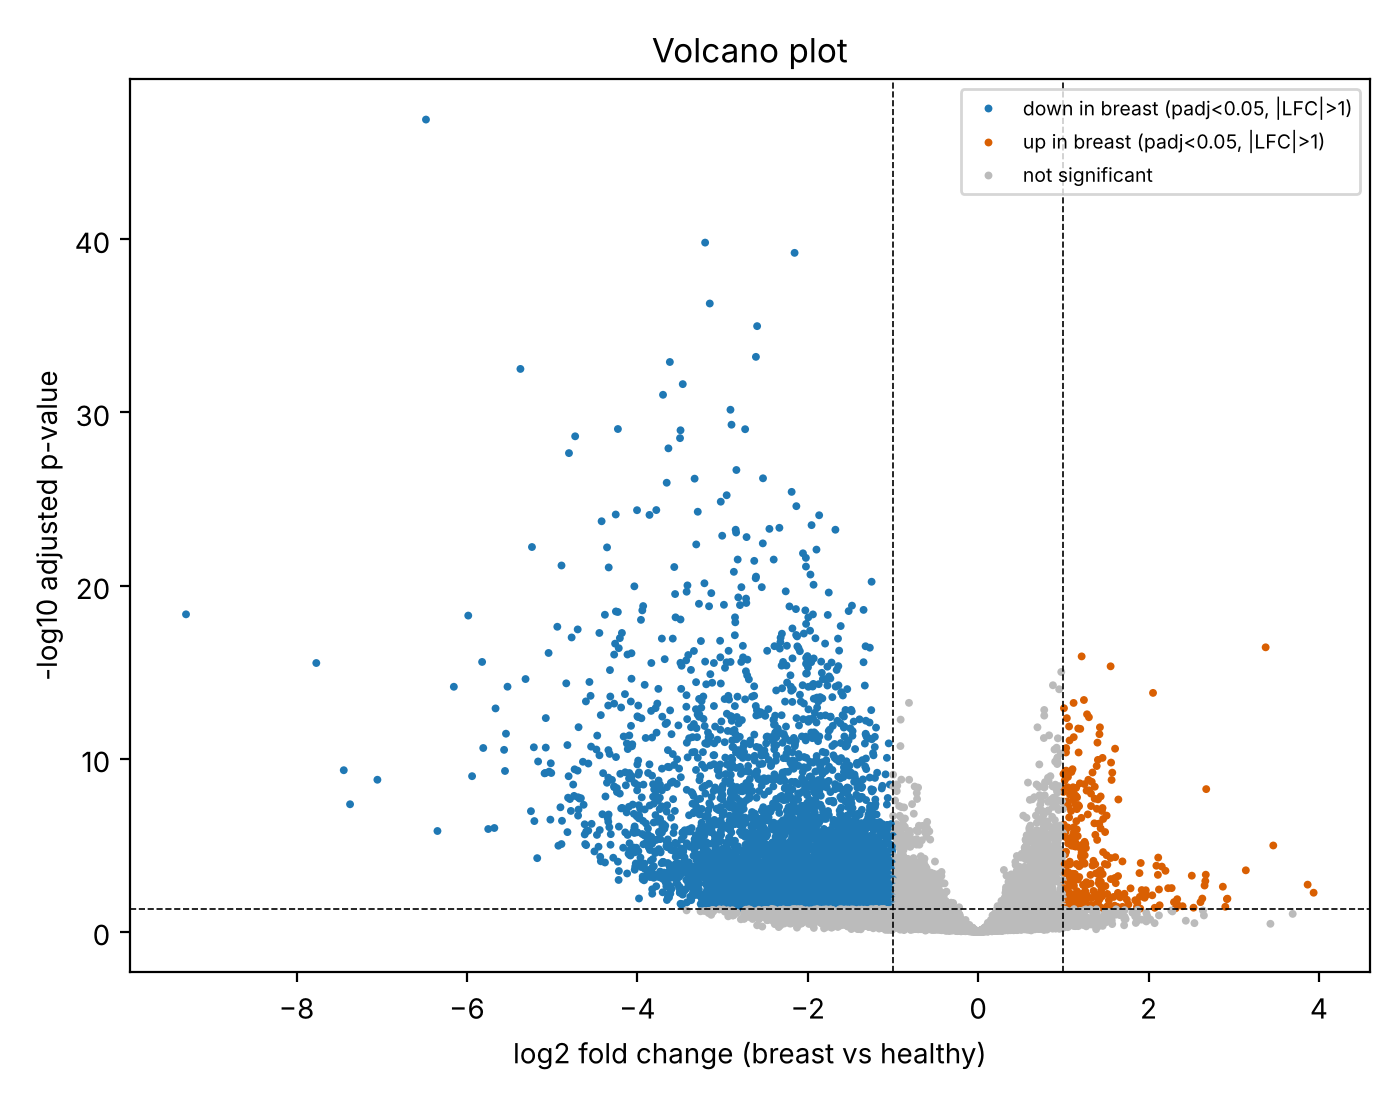 Volcano plot
down in breast (padj<0.05, |LFC|>1)
up in breast (padj<0.05, |LFC|>1)
not significant
-log10 adjusted p-value
40
30
20
10
0
−8 −6 −4 −2 0 2 4
log2 fold change (breast vs healthy)